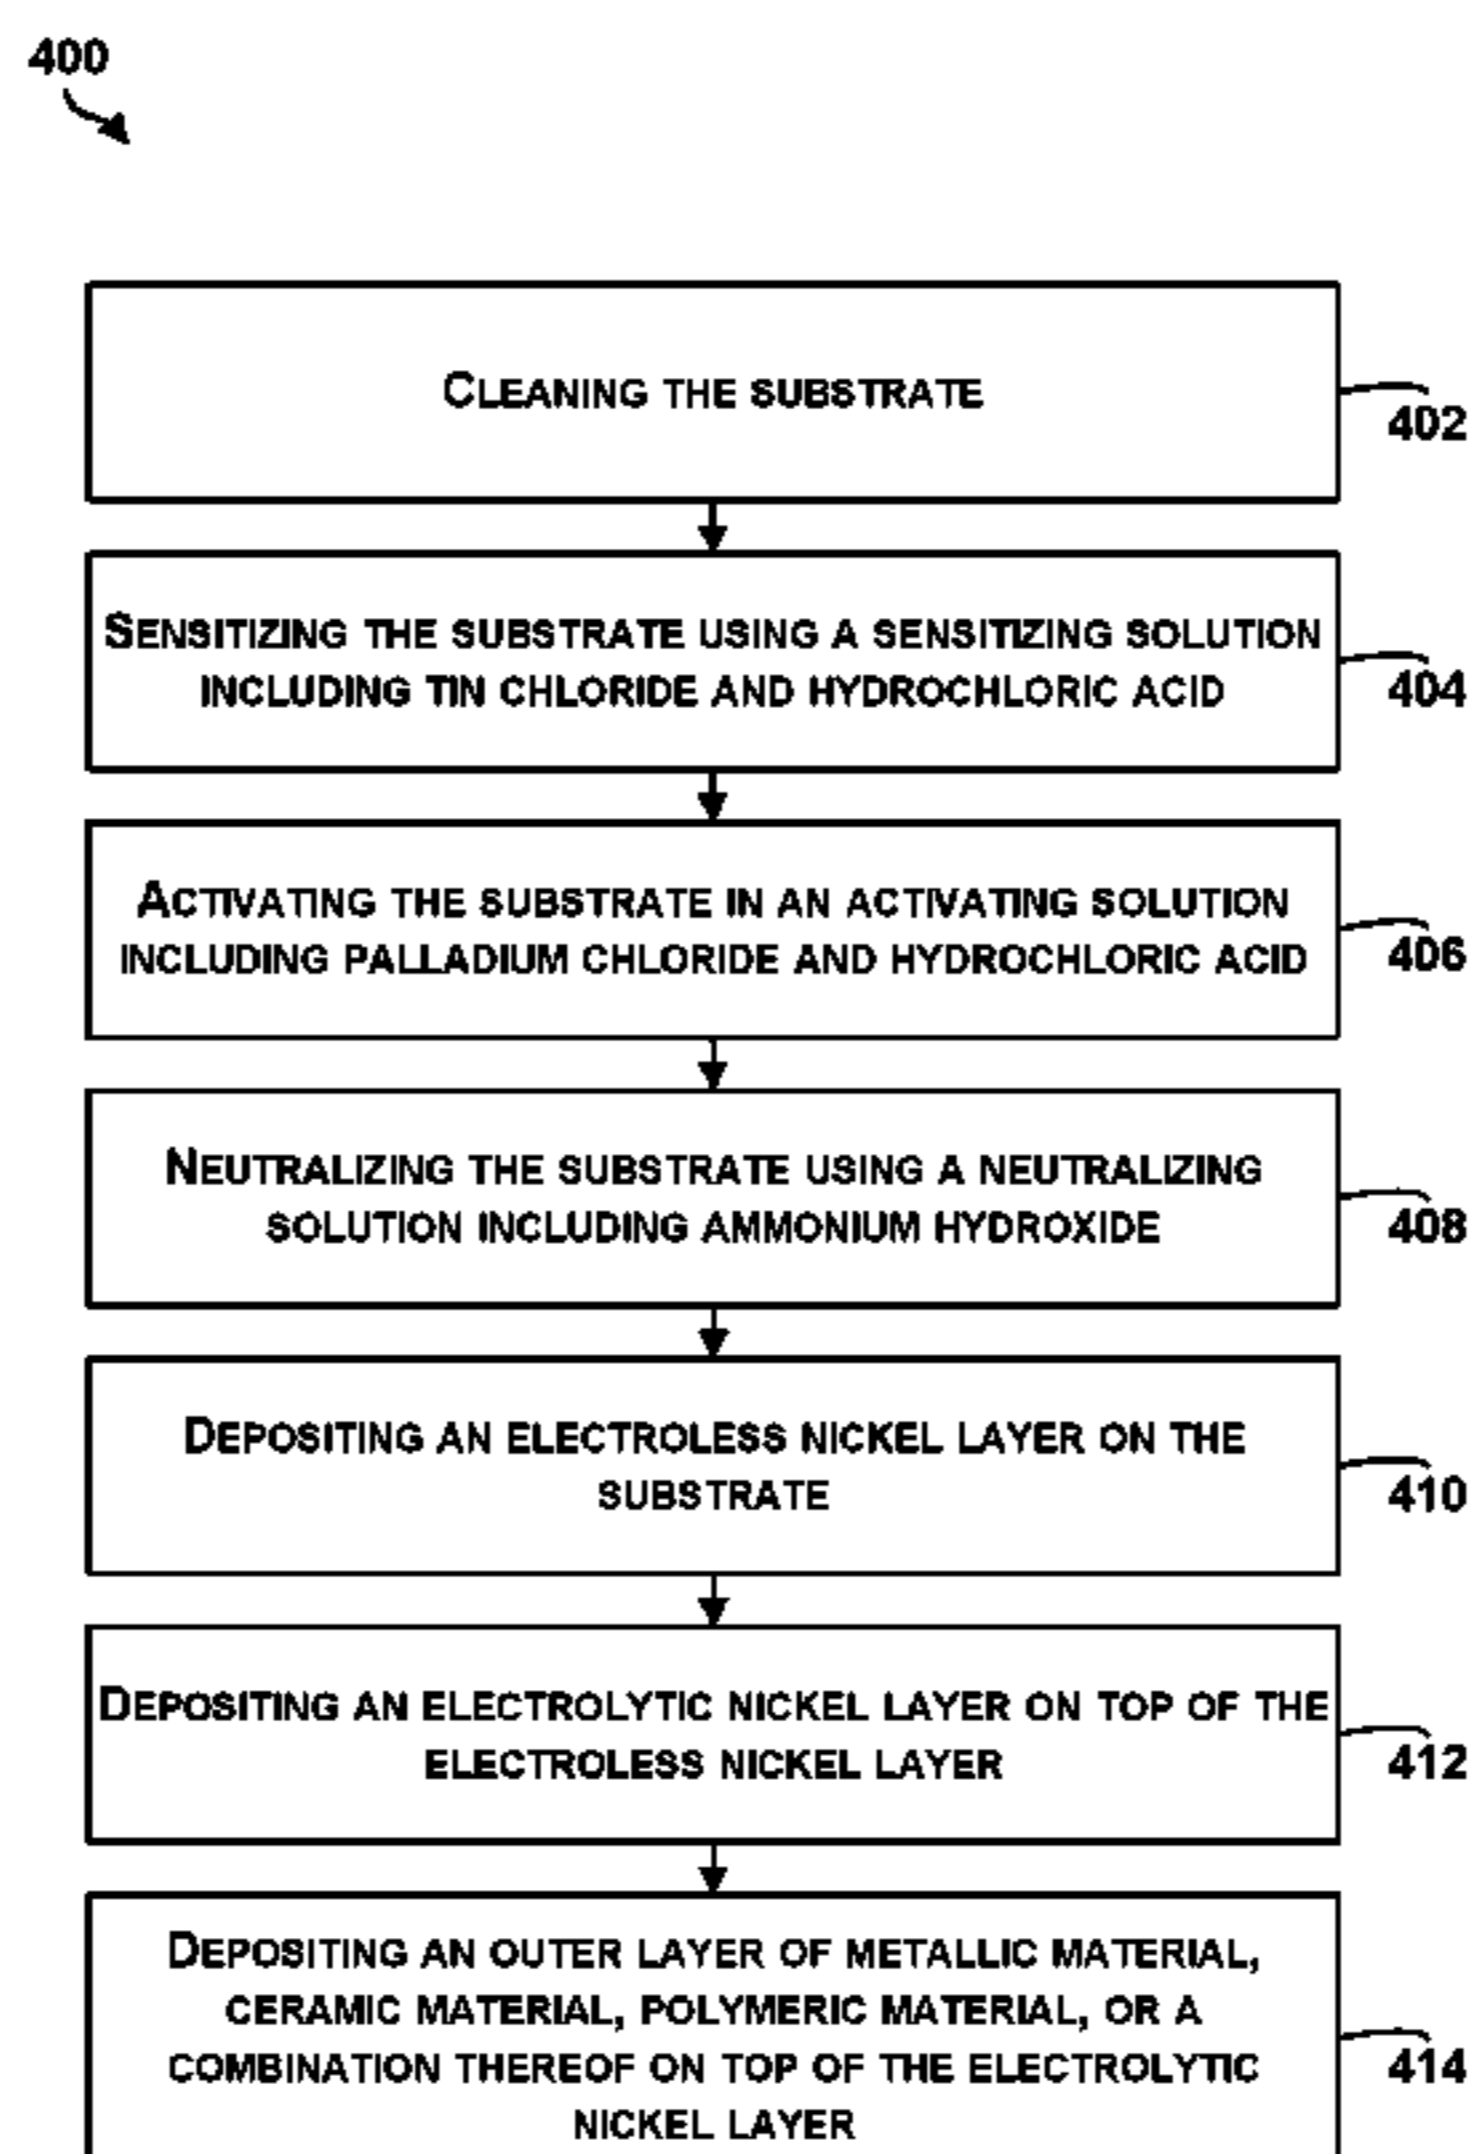 400
CLEANING THE SUBSTRATE
402
SENSITIZING THE SUBSTRATE USING A SENSITIZING SOLUTION
INCLUDING TIN CHLORIDE AND HYDROCHLORIC ACID
404
ACTIVATING THE SUBSTRATE IN AN ACTIVATING SOLUTION
INCLUDING PALLADIUM CHLORIDE AND HYDROCHLORIC ACID
406
NEUTRALIZING THE SUBSTRATE USING A NEUTRALIZING
SOLUTION INCLUDING AMMONIUM HYDROXIDE
408
DEPOSITING AN ELECTROLESS NICKEL LAYER ON THE
SUBSTRATE
410
DEPOSITING AN ELECTROLYTIC NICKEL LAYER ON TOP OF THE
ELECTROLESS NICKEL LAYER
412
DEPOSITING AN OUTER LAYER OF METALLIC MATERIAL,
CERAMIC MATERIAL, POLYMERIC MATERIAL, OR A
COMBINATION THEREOF ON TOP OF THE ELECTROLYTIC
NICKEL LAYER
414